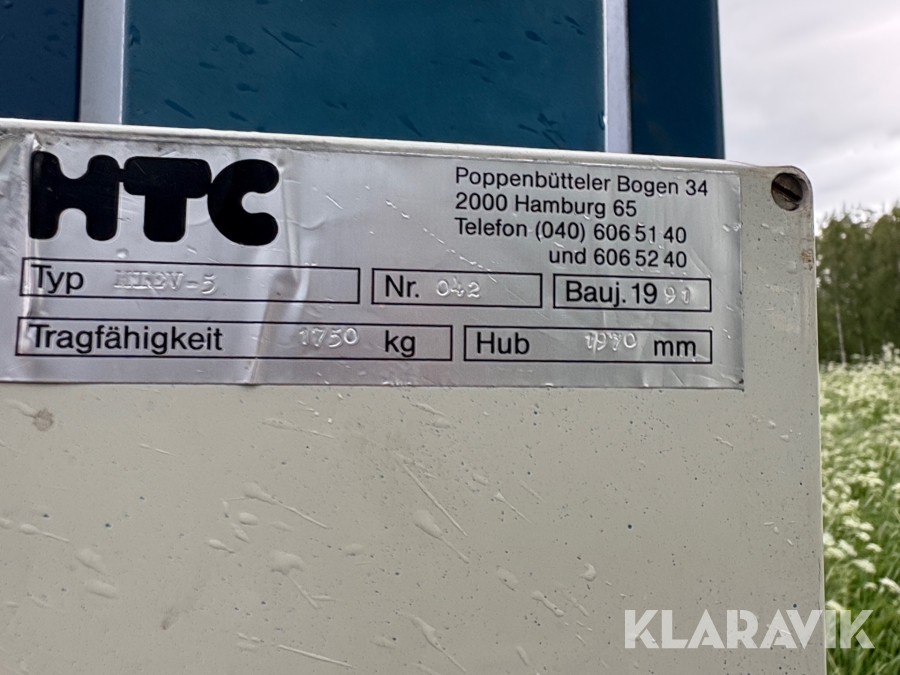 HTC
Poppenbütteler Bogen 34
2000 Hamburg 65
Telefon (040) 606 51 40
und 606 52 40
Typ
Nr. 042
Bauj. 1991
Tragfähigkeit 1750 kg
Hub 1970 mm
KLARAVIK